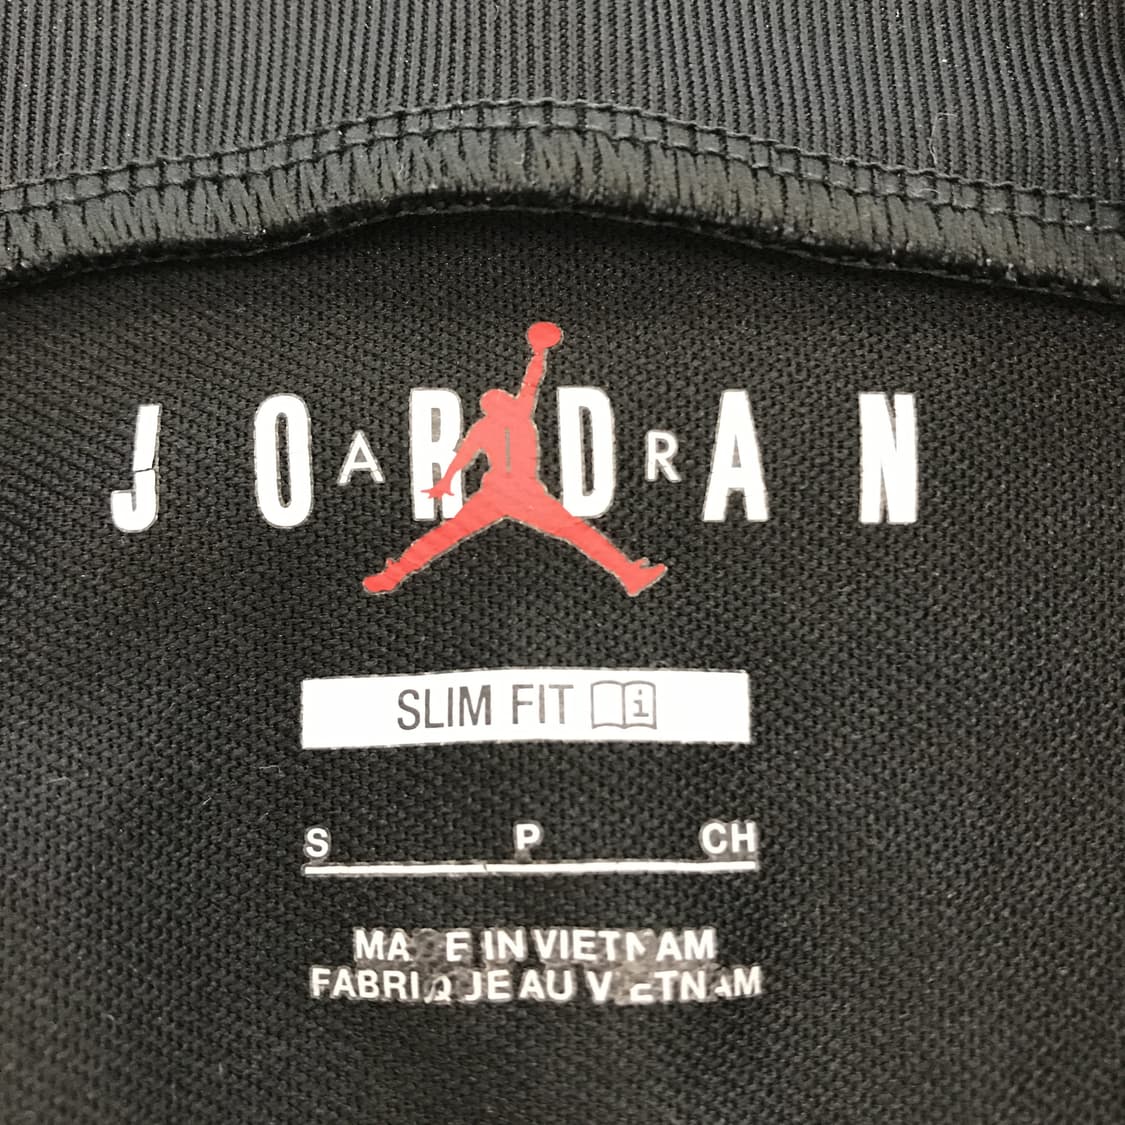 JORDAN
AIR
SLIM FIT i
S P CH
MADE IN VIETNAM
FABRIQUE AU VIETNAM